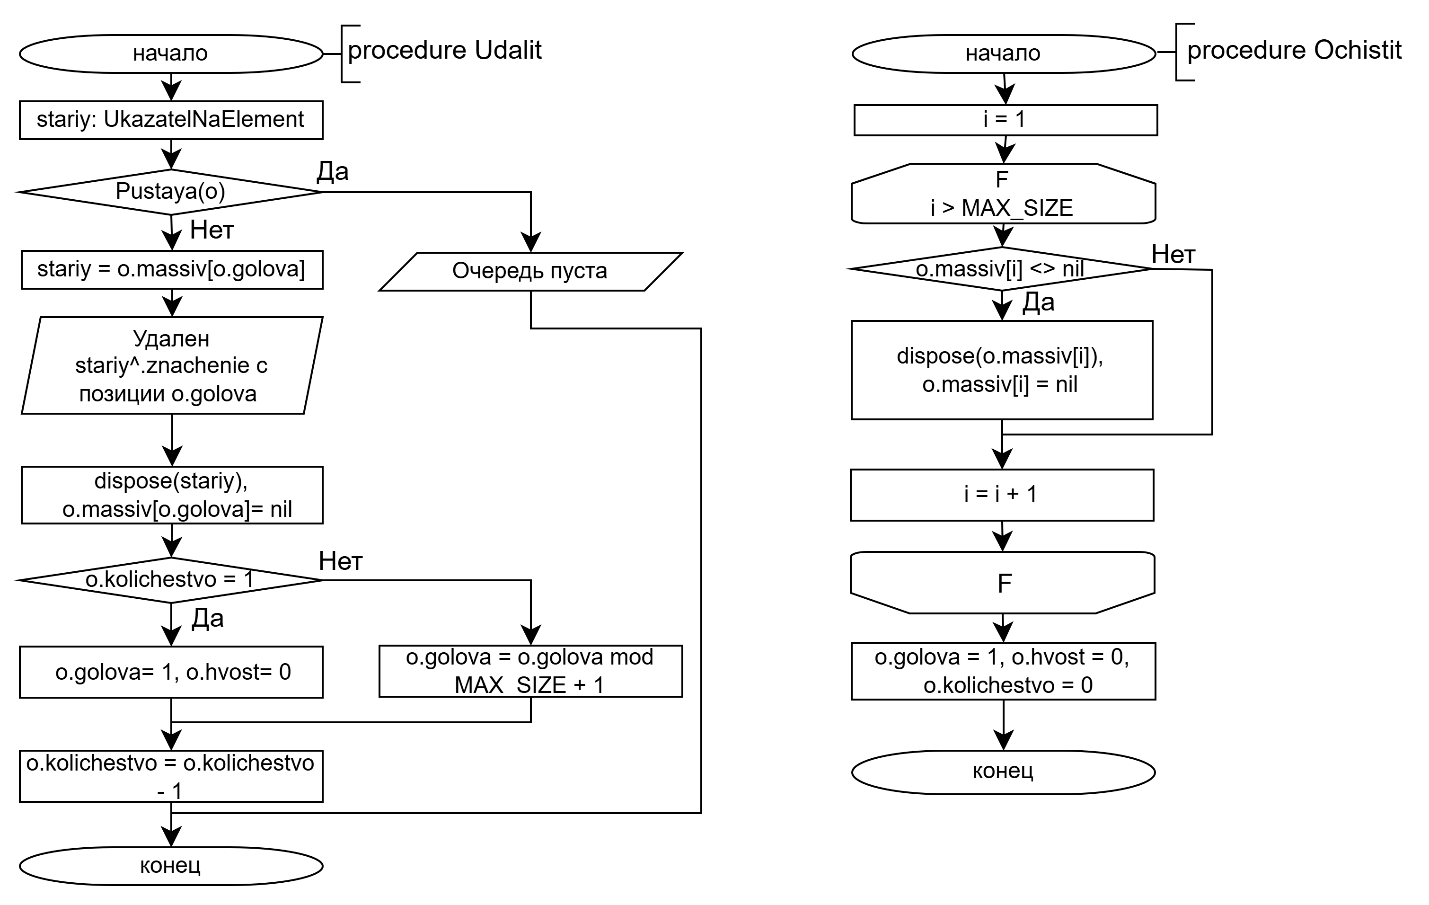 начало
procedure Udalit
stariy: UkazatelNaElement
Pustaya(o)
Да
Нет
stariy = o.massiv[o.golova]
Очередь пуста
Удален
stariy^.znachenie с
позиции o.golova
dispose(stariy),
o.massiv[o.golova]= nil
o.kolichestvo = 1
Нет
Да
o.golova= 1, o.hvost= 0
o.golova = o.golova mod
MAX_SIZE + 1
o.kolichestvo = o.kolichestvo
- 1
конец
начало
procedure Ochistit
i = 1
F
i > MAX_SIZE
o.massiv[i] <> nil
Нет
Да
dispose(o.massiv[i]),
o.massiv[i] = nil
i = i + 1
F
o.golova = 1, o.hvost = 0,
o.kolichestvo = 0
конец